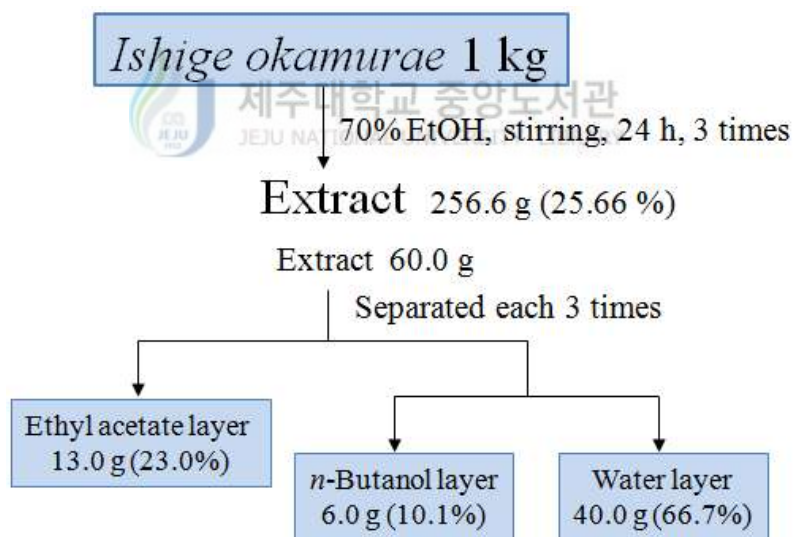 Ishige okamurae 1 kg
제주대학교 중앙도서관
JEJU NATIONAL UNIVERSITY LIBRARY
JEJU
1952
70% EtOH, stirring, 24 h, 3 times
Extract 256.6 g (25.66 %)
Extract 60.0 g
Separated each 3 times
Ethyl acetate layer
13.0 g (23.0%)
n-Butanol layer
6.0 g (10.1%)
Water layer
40.0 g (66.7%)